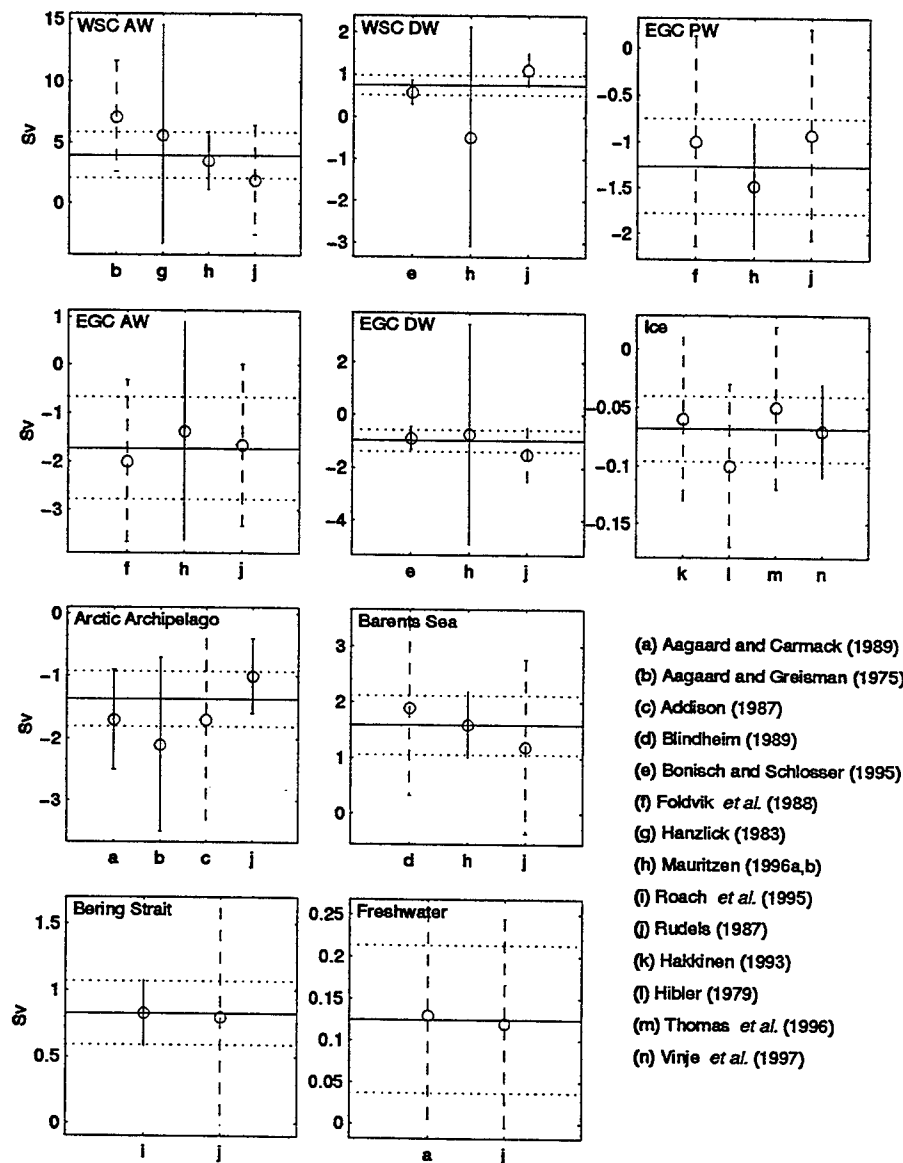 WSC AW
15
10
5
0
Sv
b g h j
WSC DW
2
1
0
−1
−2
−3
e h j
EGC PW
0
−0.5
−1
−1.5
−2
f h j
EGC AW
1
0
−1
−2
−3
Sv
f h j
EGC DW
2
0
−2
−4
e h j
Ice
0
−0.05
−0.1
−0.15
k l m n
Arctic Archipelago
0
−1
−2
−3
Sv
a b c j
Barents Sea
3
2
1
0
d h j
Bering Strait
1.5
1
0.5
0
Sv
i j
Freshwater
0.25
0.2
0.15
0.1
0.05
0
a j
(a) Aagaard and Carmack (1989)
(b) Aagaard and Greisman (1975)
(c) Addison (1987)
(d) Blindheim (1989)
(e) Bonisch and Schlosser (1995)
(f) Foldvik et al. (1988)
(g) Hanzlick (1983)
(h) Mauritzen (1996a,b)
(i) Roach et al. (1995)
(j) Rudels (1987)
(k) Hakkinen (1993)
(l) Hibler (1979)
(m) Thomas et al. (1996)
(n) Vinje et al. (1997)